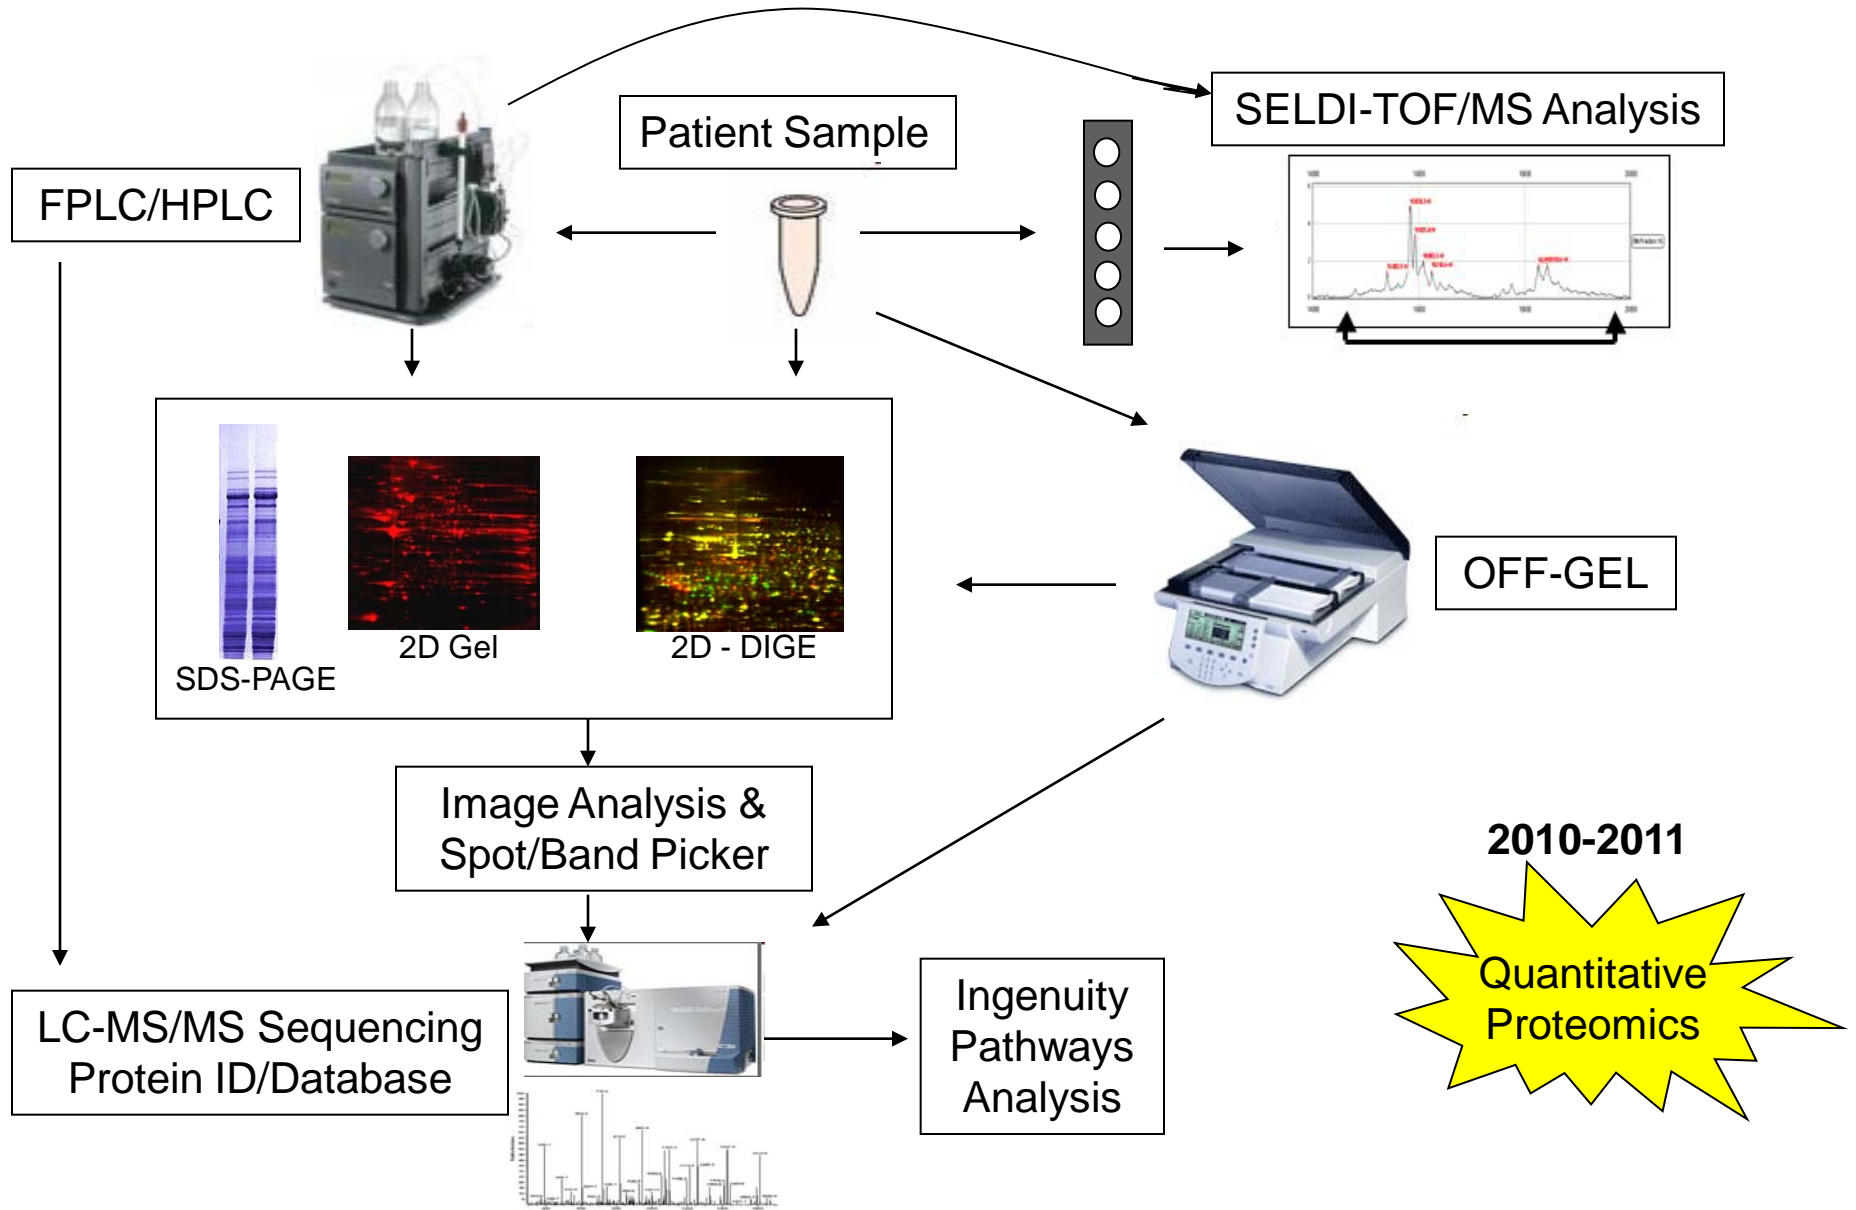 Patient Sample
SELDI-TOF/MS Analysis
FPLC/HPLC
SDS-PAGE
2D Gel
2D - DIGE
OFF-GEL
Image Analysis &
Spot/Band Picker
2010-2011
Quantitative
Proteomics
LC-MS/MS Sequencing
Protein ID/Database
Ingenuity
Pathways
Analysis